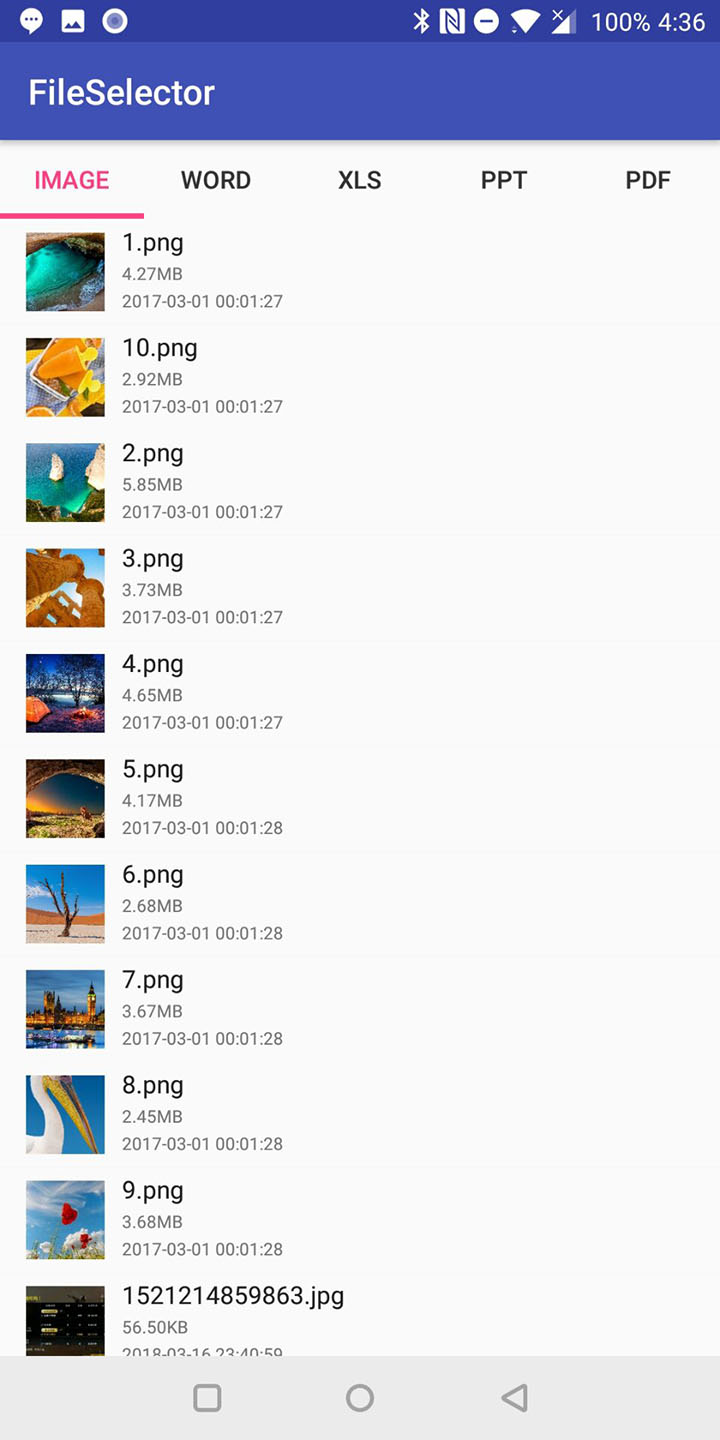 100% 4:36
FileSelector
IMAGE WORD XLS PPT PDF
1.png
4.27MB
2017-03-01 00:01:27
10.png
2.92MB
2017-03-01 00:01:27
2.png
5.85MB
2017-03-01 00:01:27
3.png
3.73MB
2017-03-01 00:01:27
4.png
4.65MB
2017-03-01 00:01:27
5.png
4.17MB
2017-03-01 00:01:28
6.png
2.68MB
2017-03-01 00:01:28
7.png
3.67MB
2017-03-01 00:01:28
8.png
2.45MB
2017-03-01 00:01:28
9.png
3.68MB
2017-03-01 00:01:28
1521214859863.jpg
56.50KB
2018-03-16 23:40:59